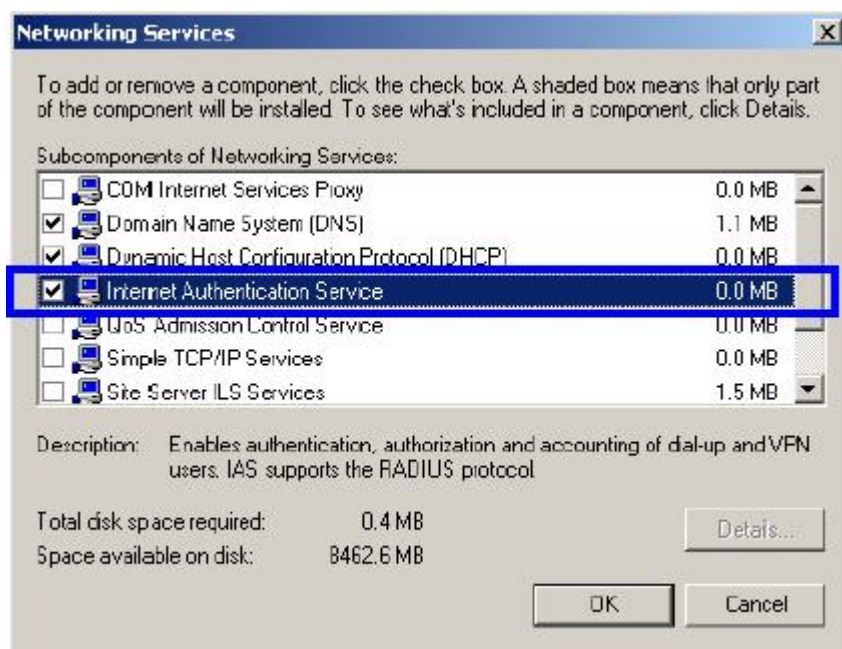 Networking Services
To add or remove a component, click the check box. A shaded box means that only part
of the component will be installed. To see what's included in a component, click Details.
Subcomponents of Networking Services:
COM Internet Services Proxy 0.0 MB
Domain Name System (DNS) 1.1 MB
Dynamic Host Configuration Protocol (DHCP) 0.0 MB
Internet Authentication Service 0.0 MB
QoS Admission Control Service 0.0 MB
Simple TCP/IP Services 0.0 MB
Site Server ILS Services 1.5 MB
Description: Enables authentication, authorization and accounting of dial-up and VPN
users. IAS supports the RADIUS protocol
Total disk space required: 0.4 MB
Details...
Space available on disk: 8462.6 MB
OK Cancel